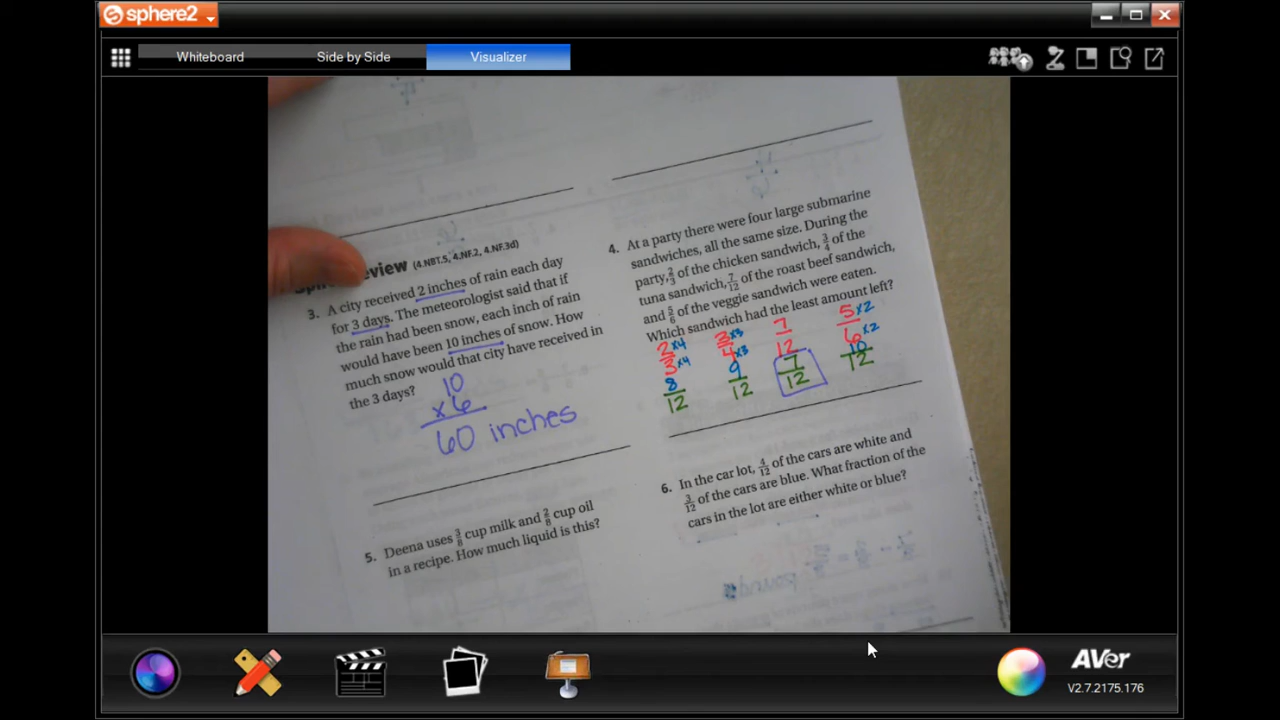 sphere2
Whiteboard Side by Side Visualizer
eview (4.NBT.5, 4.NF.2, 4.NF.3d)
3. A city received 2 inches of rain each day
for 3 days. The meteorologist said that if
the rain had been snow, each inch of rain
would have been 10 inches of snow. How
much snow would that city have received in
the 3 days?
10
x 6
60 inches
4. At a party there were four large submarine
sandwiches, all the same size. During the
party, 2/3 of the chicken sandwich, 3/4 of the
tuna sandwich, 7/12 of the roast beef sandwich,
and 5/6 of the veggie sandwich were eaten.
Which sandwich had the least amount left?
2/3 x4 x4 3/4 x3 x3 7/12 5/6 x2 x2
8/12 9/12 7/12 10/12
5. Deena uses 3/8 cup milk and 2/8 cup oil
in a recipe. How much liquid is this?
6. In the car lot, 4/12 of the cars are white and
3/12 of the cars are blue. What fraction of the
cars in the lot are either white or blue?
AVer
V2.7.2175.176